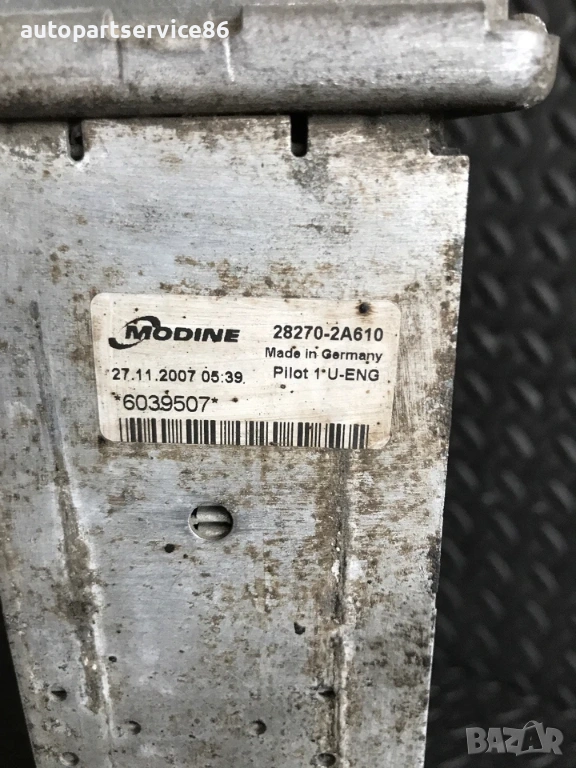 autopartservice86
MODINE 28270-2A610
Made in Germany
27.11.2007 05:39. Pilot 1 U-ENG
*6039507*
BAZAR